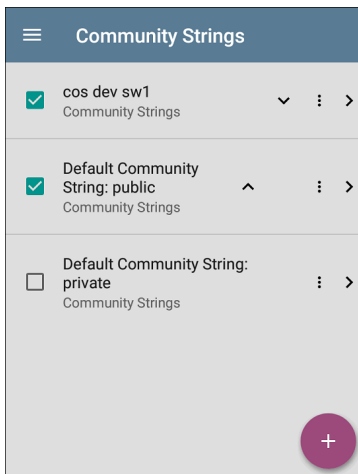 Community Strings
cos dev sw1
Community Strings
Default Community
String: public
Community Strings
Default Community String:
private
Community Strings